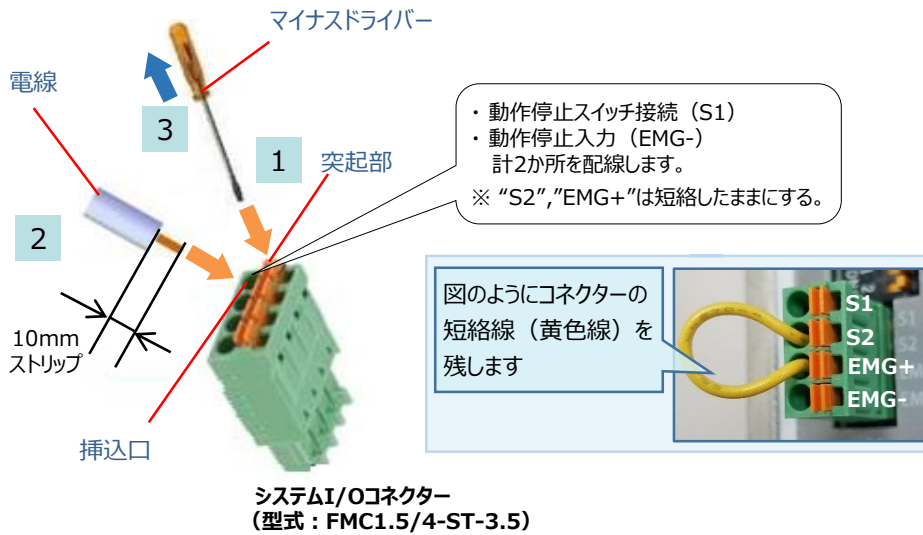 マイナスドライバー
電線
3
1
突起部
2
10mm
ストリップ
挿込口
・ 動作停止スイッチ接続（S1）
・ 動作停止入力（EMG-）
計2か所を配線します。
※ “S2”,”EMG+”は短絡したままにする。
図のようにコネクターの
短絡線（黄色線）を
残します
S1
S2
EMG+
EMG-
S1
S2
システムI/Oコネクター
（型式：FMC1.5/4-ST-3.5）